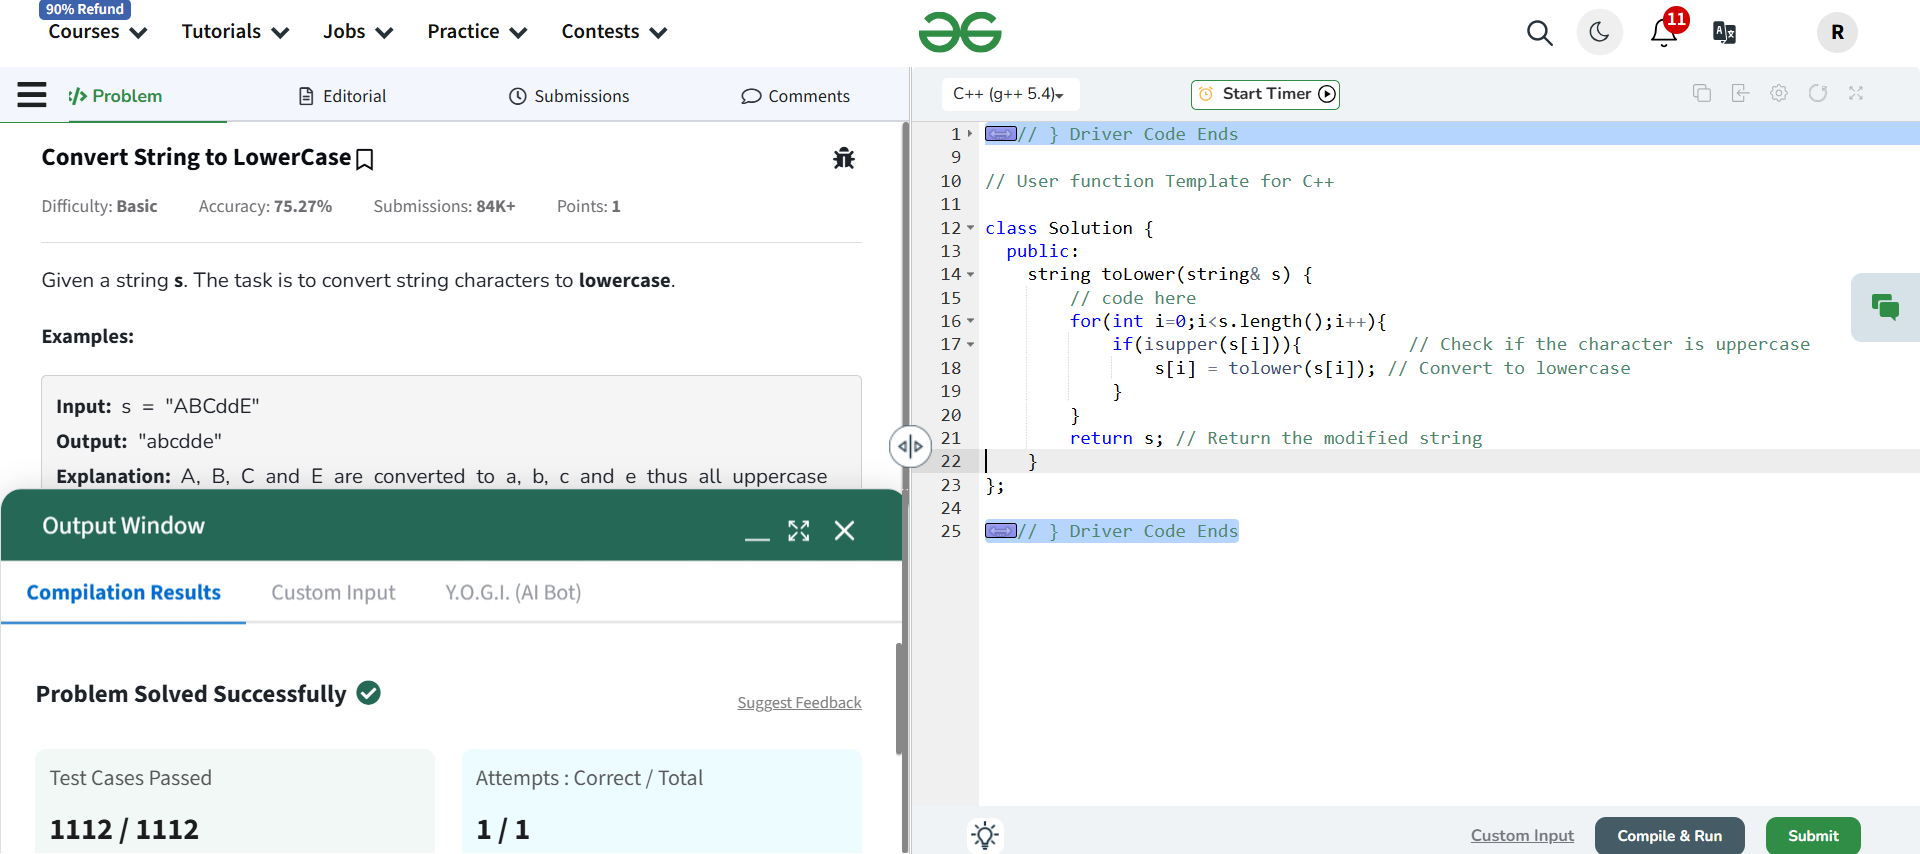 90% Refund
Courses Tutorials Jobs Practice Contests
11
R
</> Problem Editorial Submissions Comments
Convert String to LowerCase
Difficulty: Basic Accuracy: 75.27% Submissions: 84K+ Points: 1
Given a string s. The task is to convert string characters to lowercase.
Examples:
Input: s = "ABCddE"
Output: "abcdde"
Explanation: A, B, C and E are converted to a, b, c and e thus all uppercase
Output Window
Compilation Results Custom Input Y.O.G.I. (AI Bot)
Problem Solved Successfully
Suggest Feedback
Test Cases Passed
1112 / 1112
Attempts : Correct / Total
1 / 1
C++ (g++ 5.4)
Start Timer
1 // } Driver Code Ends
9
10 // User function Template for C++
11
12 class Solution {
13 public:
14 string toLower(string& s) {
15 // code here
16 for(int i=0;i<s.length();i++){
17 if(isupper(s[i])){ // Check if the character is uppercase
18 s[i] = tolower(s[i]); // Convert to lowercase
19 }
20 }
21 return s; // Return the modified string
22 }
23 };
24
25 // } Driver Code Ends
Custom Input Compile & Run Submit